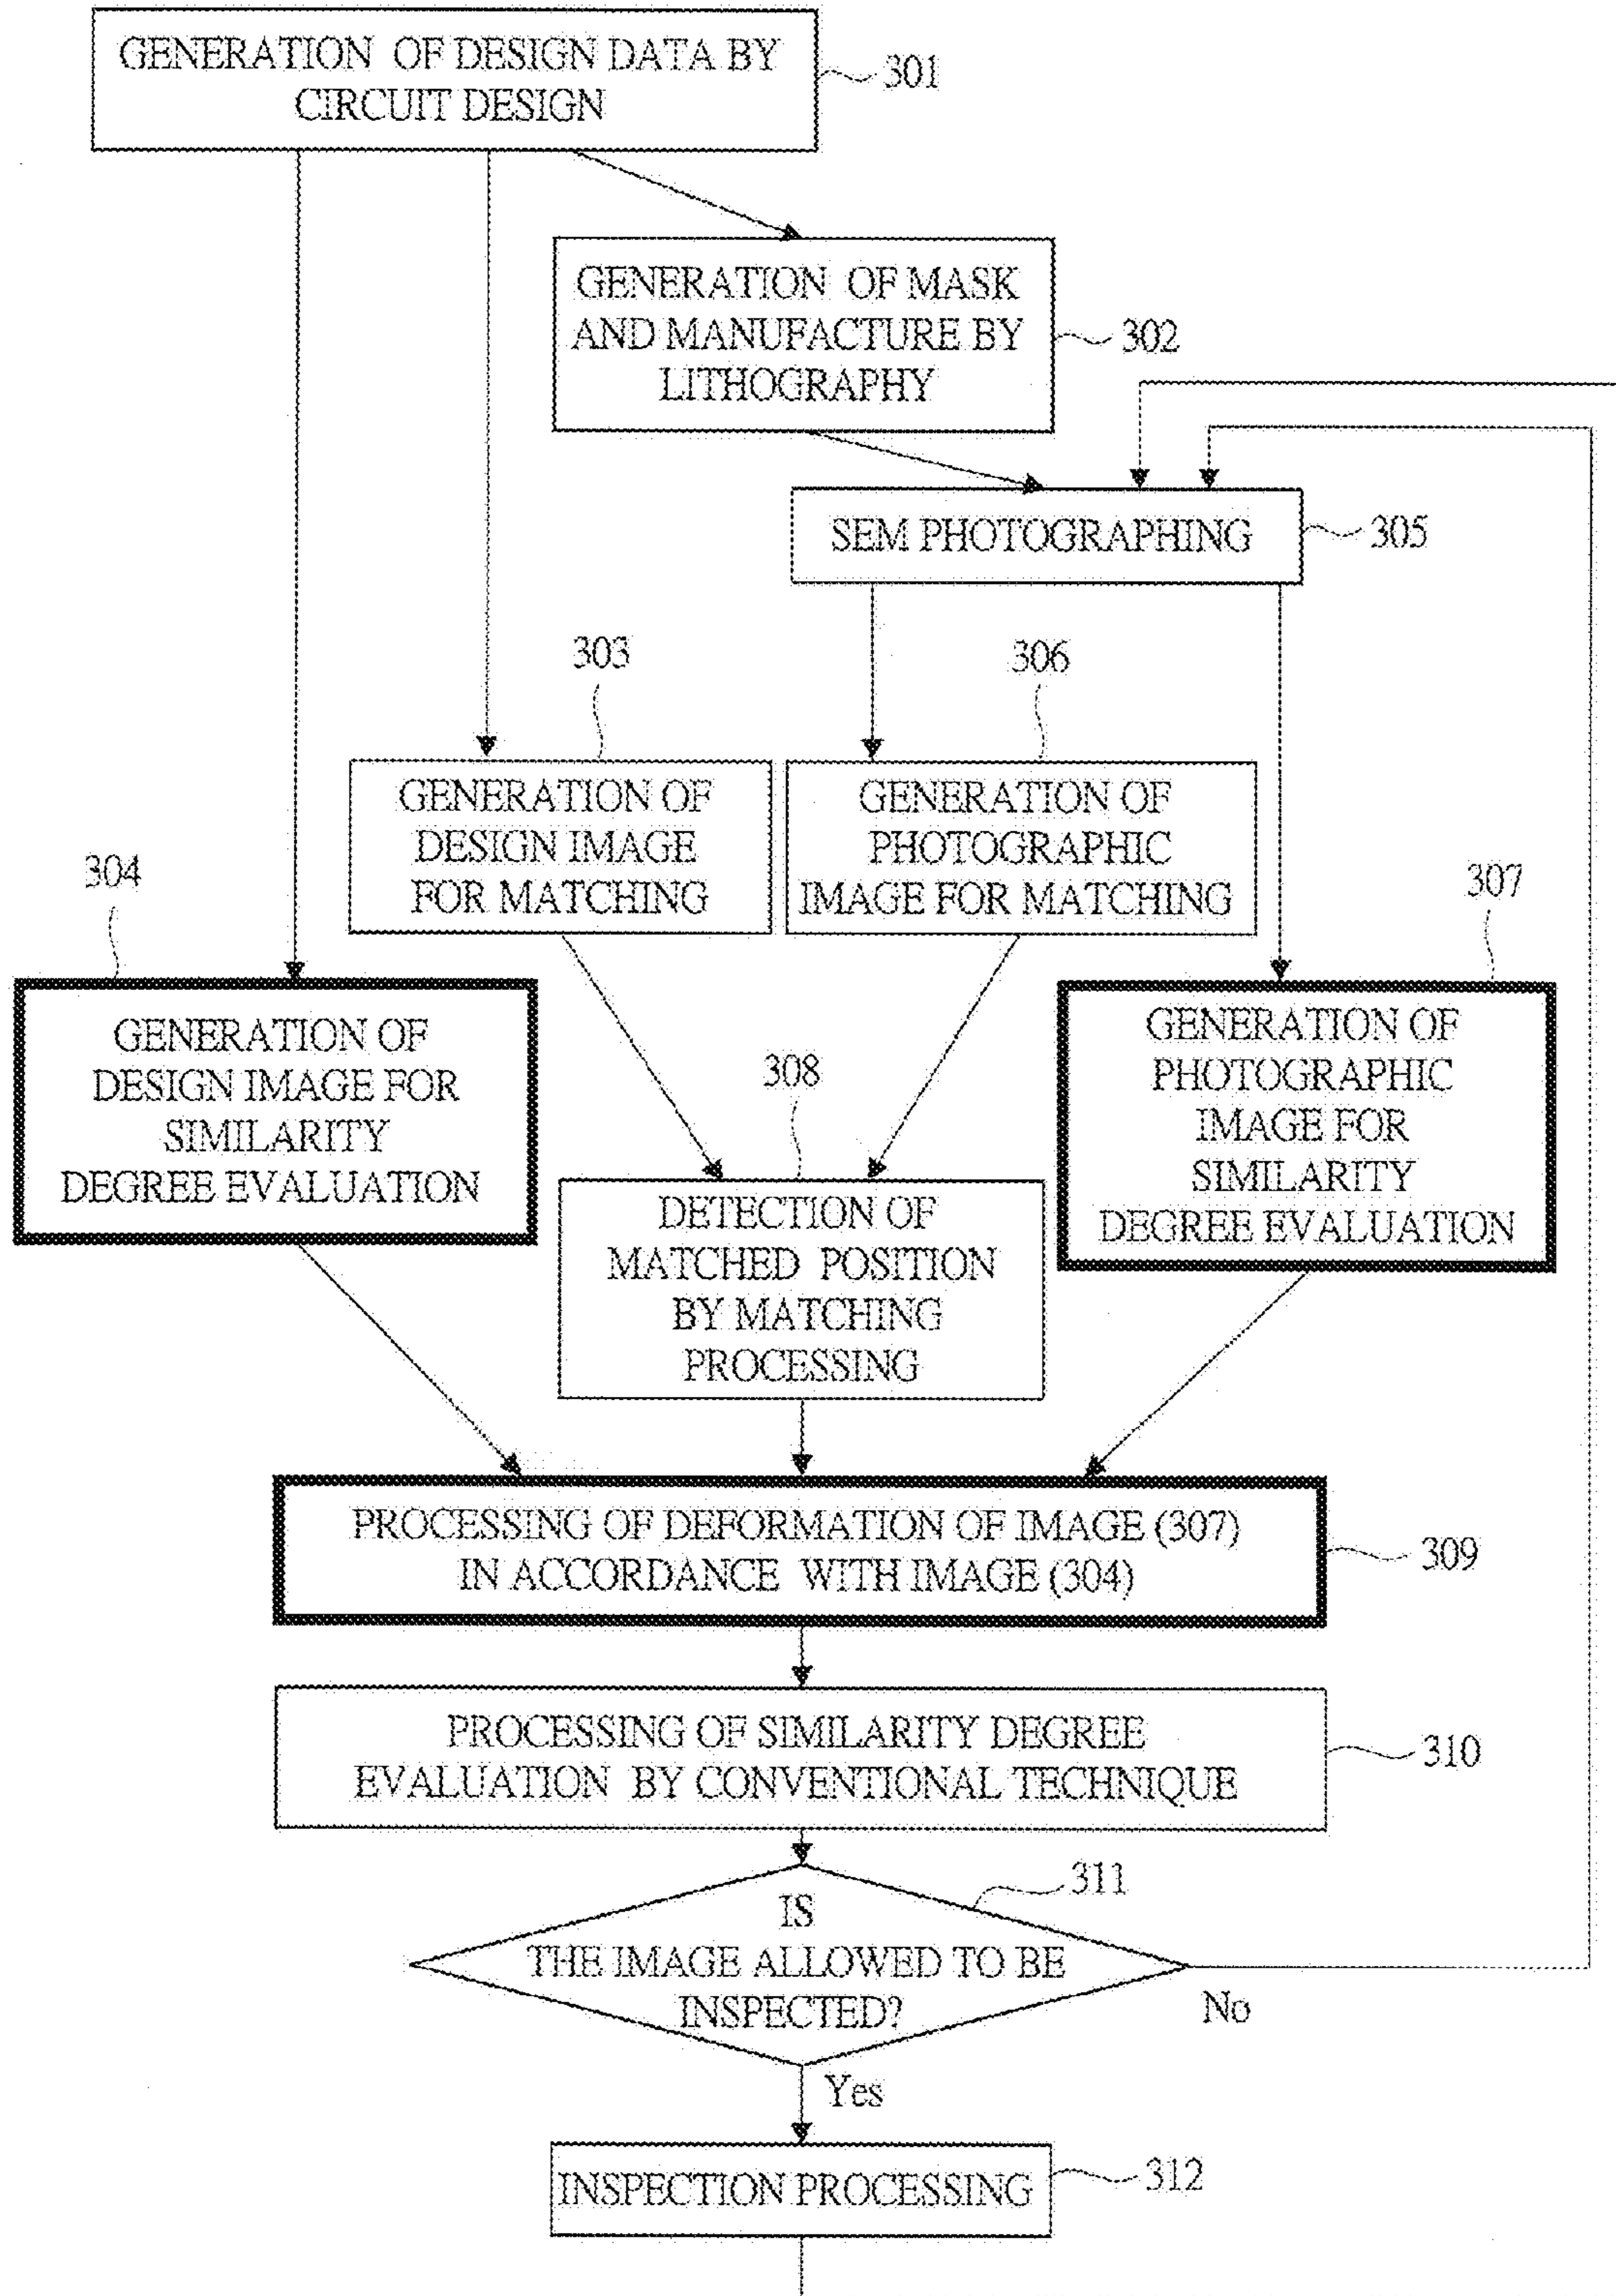 GENERATION OF DESIGN DATA BY
CIRCUIT DESIGN
301
GENERATION OF MASK
AND MANUFACTURE BY
LITHOGRAPHY
302
SEM PHOTOGRAPHING
305
303
306
GENERATION OF
DESIGN IMAGE
FOR MATCHING
GENERATION OF
PHOTOGRAPHIC
IMAGE FOR MATCHING
304
307
GENERATION OF
DESIGN IMAGE FOR
SIMILARITY
DEGREE EVALUATION
GENERATION OF
PHOTOGRAPHIC
IMAGE FOR
SIMILARITY
DEGREE EVALUATION
308
DETECTION OF
MATCHED POSITION
BY MATCHING
PROCESSING
PROCESSING OF DEFORMATION OF IMAGE (307)
IN ACCORDANCE WITH IMAGE (304)
309
PROCESSING OF SIMILARITY DEGREE
EVALUATION BY CONVENTIONAL TECHNIQUE
310
311
IS
THE IMAGE ALLOWED TO BE
INSPECTED?
No
Yes
INSPECTION PROCESSING
312